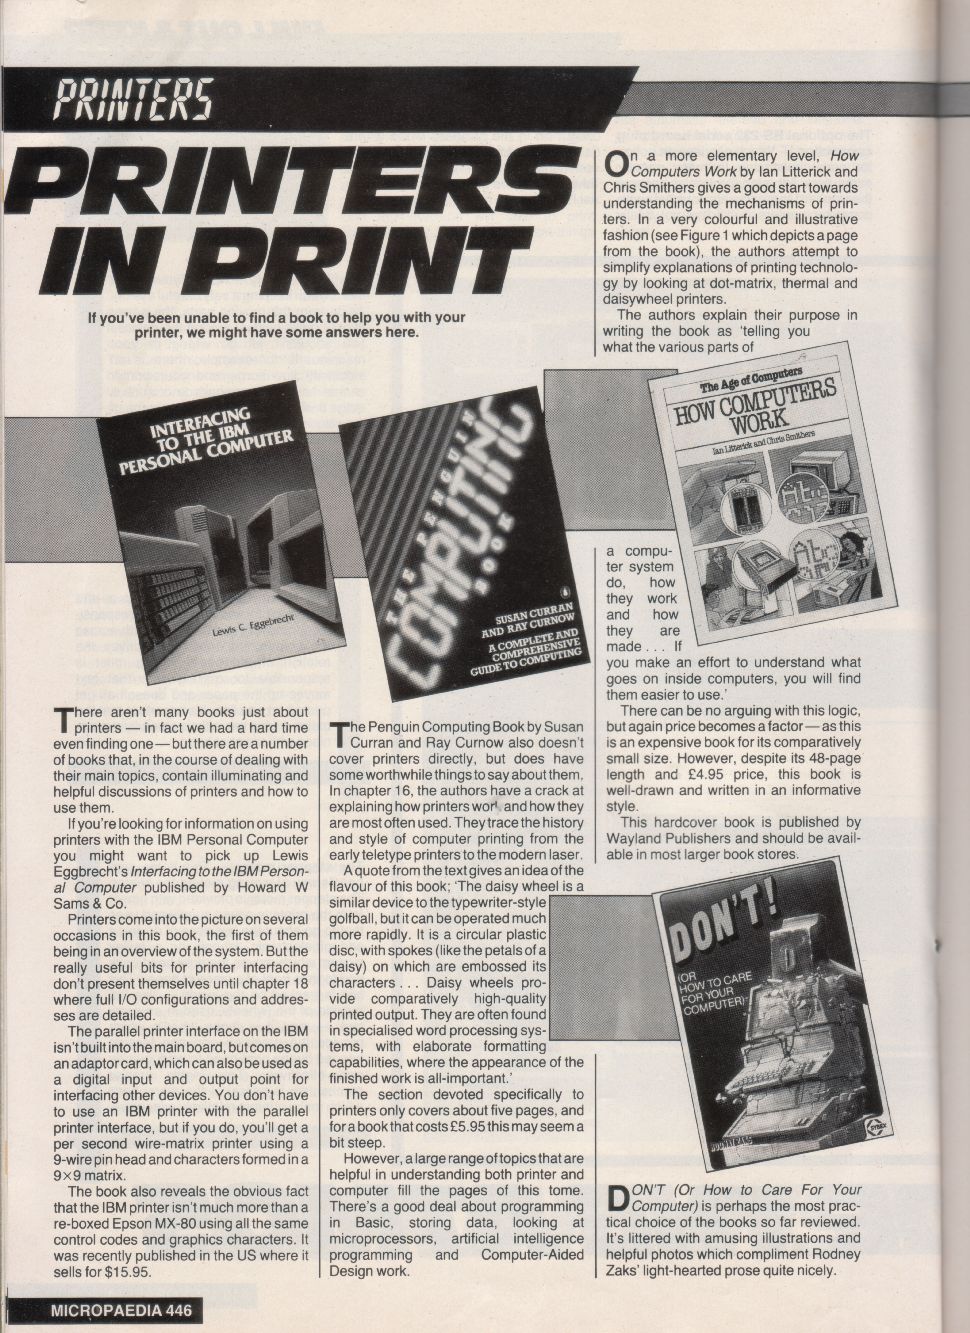 PRINTERS
PRINTERS
IN PRINT
If you've been unable to find a book to help you with your
printer, we might have some answers here.
INTERFACING
TO THE IBM
PERSONAL COMPUTER
Lewis C. Eggebrecht
THE PENGUIN
COMPUTING
BOOK
SUSAN CURRAN
AND RAY CURNOW
A COMPLETE AND
COMPREHENSIVE
GUIDE TO COMPUTING
There aren't many books just about
printers — in fact we had a hard time
even finding one — but there are a number
of books that, in the course of dealing with
their main topics, contain illuminating and
helpful discussions of printers and how to
use them.
If you're looking for information on using
printers with the IBM Personal Computer
you might want to pick up Lewis
Eggbrecht's Interfacing to the IBM Person-
al Computer published by Howard W
Sams & Co.
Printers come into the picture on several
occasions in this book, the first of them
being in an overview of the system. But the
really useful bits for printer interfacing
don't present themselves until chapter 18
where full I/O configurations and addres-
ses are detailed.
The parallel printer interface on the IBM
isn't built into the main board, but comes on
an adaptor card, which can also be used as
a digital input and output point for
interfacing other devices. You don't have
to use an IBM printer with the parallel
printer interface, but if you do, you'll get a
per second wire-matrix printer using a
9-wire pin head and characters formed in a
9×9 matrix.
The book also reveals the obvious fact
that the IBM printer isn't much more than a
re-boxed Epson MX-80 using all the same
control codes and graphics characters. It
was recently published in the US where it
sells for $15.95.
The Penguin Computing Book by Susan
Curran and Ray Curnow also doesn't
cover printers directly, but does have
some worthwhile things to say about them.
In chapter 16, the authors have a crack at
explaining how printers work and how they
are most often used. They trace the history
and style of computer printing from the
early teletype printers to the modern laser.
A quote from the text gives an idea of the
flavour of this book; 'The daisy wheel is a
similar device to the typewriter-style
golfball, but it can be operated much
more rapidly. It is a circular plastic
disc, with spokes (like the petals of a
daisy) on which are embossed its
characters . . . Daisy wheels pro-
vide comparatively high-quality
printed output. They are often found
in specialised word processing sys-
tems, with elaborate formatting
capabilities, where the appearance of the
finished work is all-important.'
The section devoted specifically to
printers only covers about five pages, and
for a book that costs £5.95 this may seem a
bit steep.
However, a large range of topics that are
helpful in understanding both printer and
computer fill the pages of this tome.
There's a good deal about programming
in Basic, storing data, looking at
microprocessors, artificial intelligence
programming and Computer-Aided
Design work.
On a more elementary level, How
Computers Work by Ian Litterick and
Chris Smithers gives a good start towards
understanding the mechanisms of prin-
ters. In a very colourful and illustrative
fashion (see Figure 1 which depicts a page
from the book), the authors attempt to
simplify explanations of printing technolo-
gy by looking at dot-matrix, thermal and
daisywheel printers.
The authors explain their purpose in
writing the book as 'telling you
what the various parts of
The Age of Computers
HOW COMPUTERS
WORK
Ian Litterick and Chris Smithers
a compu-
ter system
do, how
they work
and how
they are
made . . . If
you make an effort to understand what
goes on inside computers, you will find
them easier to use.'
There can be no arguing with this logic,
but again price becomes a factor — as this
is an expensive book for its comparatively
small size. However, despite its 48-page
length and £4.95 price, this book is
well-drawn and written in an informative
style.
This hardcover book is published by
Wayland Publishers and should be avail-
able in most larger book stores.
DON'T!
(OR
HOW TO CARE
FOR YOUR
COMPUTER)
RODNAY ZAKS
SYBEX
DON'T (Or How to Care For Your
Computer) is perhaps the most prac-
tical choice of the books so far reviewed.
It's littered with amusing illustrations and
helpful photos which compliment Rodney
Zaks' light-hearted prose quite nicely.
MICROPAEDIA 446